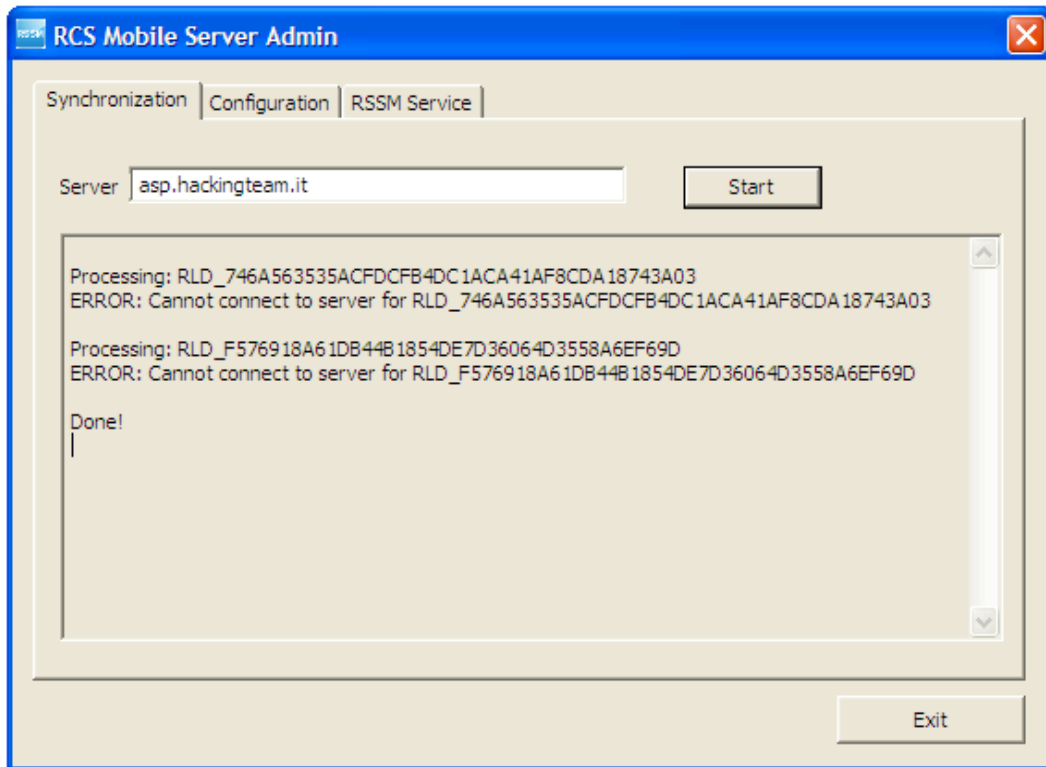 RSSM RCS Mobile Server Admin
Synchronization Configuration RSSM Service
Server asp.hackingteam.it Start
Processing: RLD_746A563535ACFDCFB4DC1ACA41AF8CDA18743A03
ERROR: Cannot connect to server for RLD_746A563535ACFDCFB4DC1ACA41AF8CDA18743A03
Processing: RLD_F576918A61DB44B1854DE7D36064D3558A6EF69D
ERROR: Cannot connect to server for RLD_F576918A61DB44B1854DE7D36064D3558A6EF69D
Done!
Exit